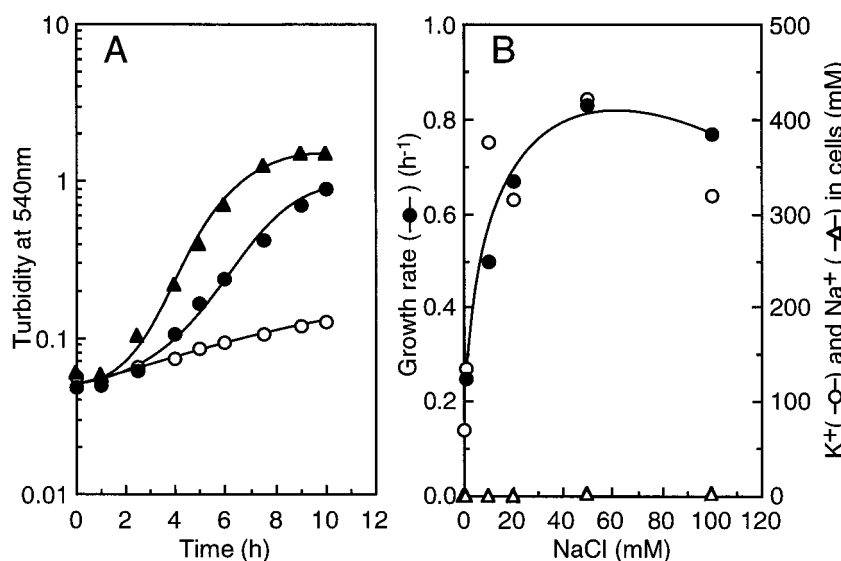 A
10
1
0.1
0.01
Turbidity at 540nm
0 2 4 6 8 10 12
Time (h)
B
1.0
0.8
0.6
0.4
0.2
0.0
Growth rate (–●–) (h⁻¹)
500
400
300
200
100
0
K⁺(–○–) and Na⁺ (–△–) in cells (mM)
0 20 40 60 80 100 120
NaCl (mM)